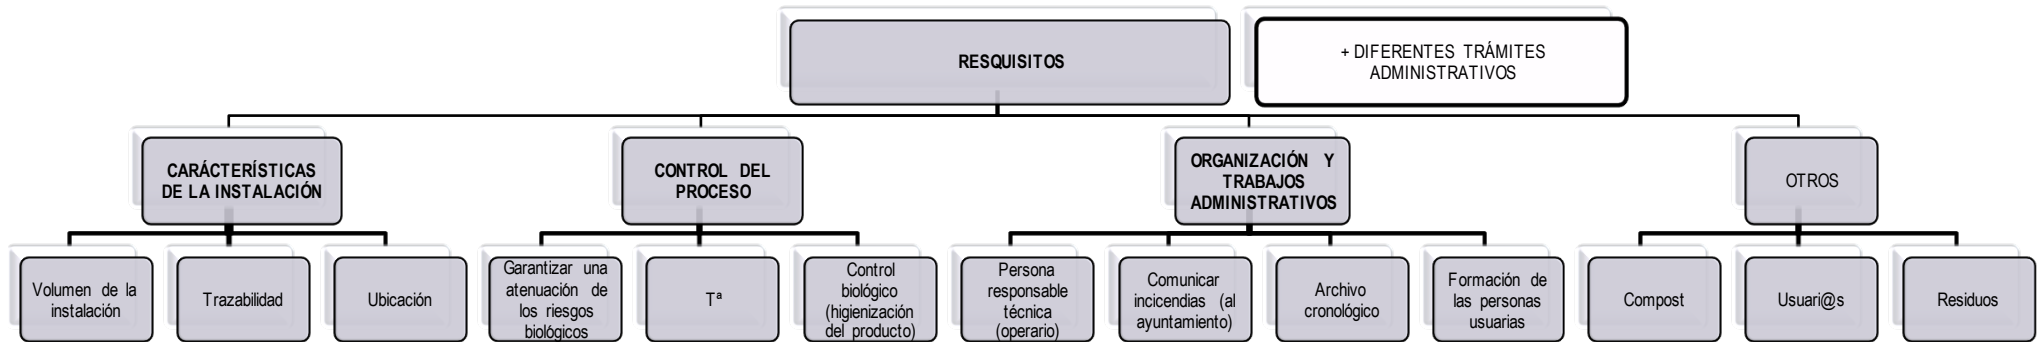 RESQUISITOS
+ DIFERENTES TRÁMITES
ADMINISTRATIVOS
CARÁCTERÍSTICAS
DE LA INSTALACIÓN
CONTROL DEL
PROCESO
ORGANIZACIÓN Y
TRABAJOS
ADMINISTRATIVOS
OTROS
Volumen de la
instalación
Trazabilidad
Ubicación
Garantizar una
atenuación de
los riesgos
biológicos
Tª
Control
biológico
(higienización
del producto)
Persona
responsable
técnica
(operario)
Comunicar
incicendias (al
ayuntamiento)
Archivo
cronológico
Formación de
las personas
usuarias
Compost
Usuari@s
Residuos